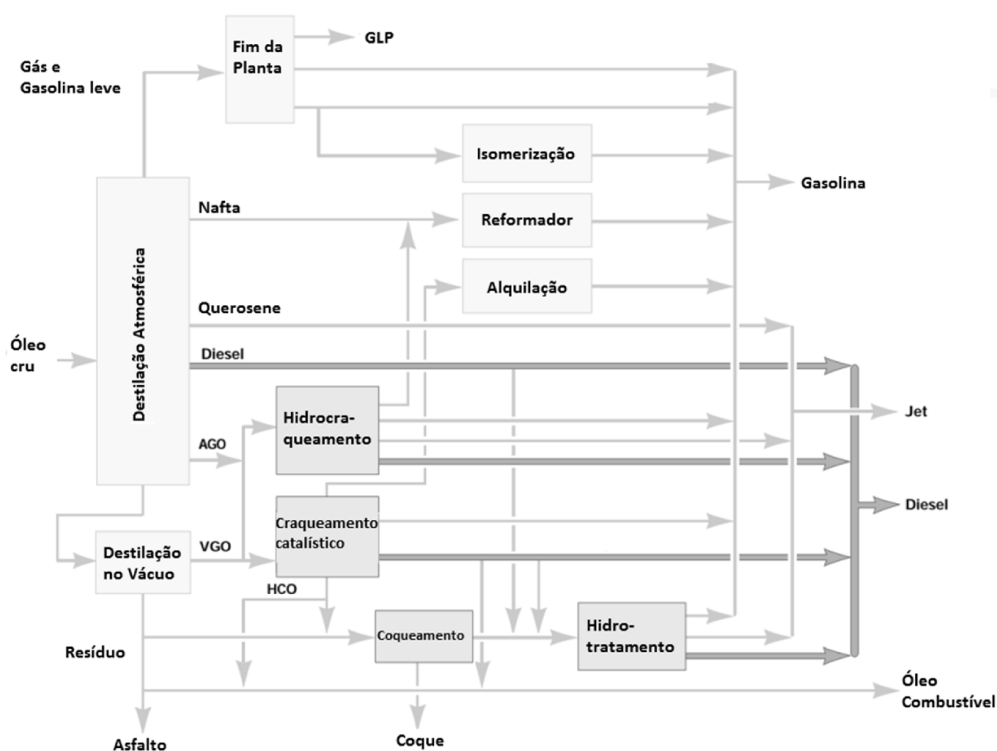 GLP
Fim da
Planta
Gás e
Gasolina leve
Isomerização
Gasolina
Nafta
Reformador
Destilação Atmosférica
Alquilação
Querosene
Óleo
cru
Diesel
Hidrocra-
queamento
Jet
AGO
Diesel
Craqueamento
catalístico
VGO
Destilação
no Vácuo
HCO
Coqueamento
Hidro-
tratamento
Resíduo
Óleo
Combustível
Asfalto
Coque